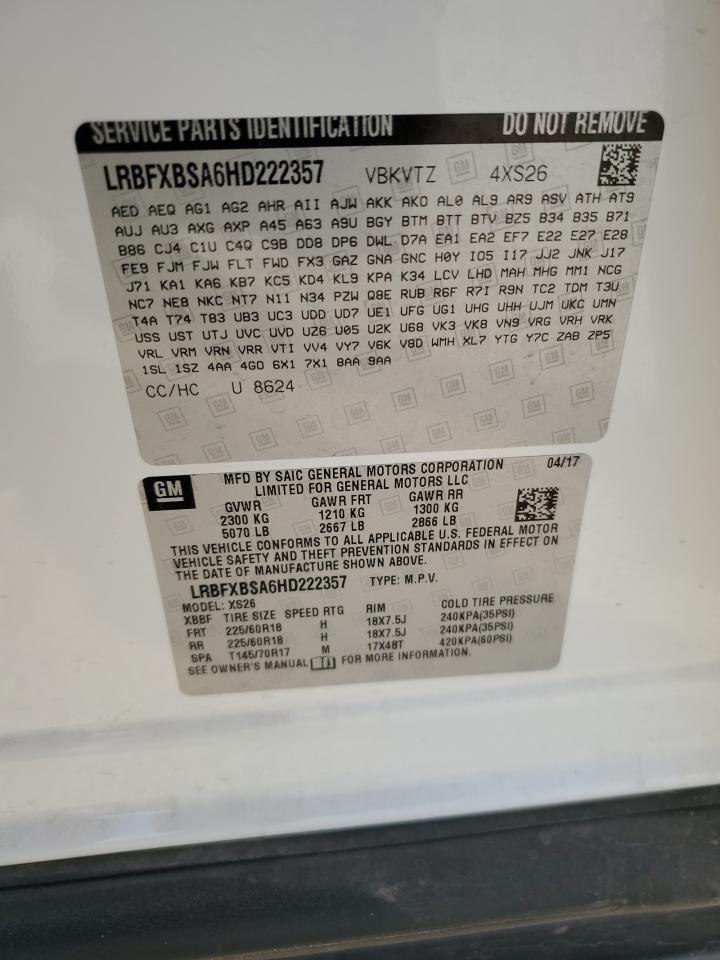 SERVICE PARTS IDENTIFICATION DO NOT REMOVE
LRBFXBSA6HD222357 VBKVTZ 4XS26
AED AEQ AG1 AG2 AHR AII AJW AKK AKO AL0 AL9 AR9 ASV ATH AT9
AUJ AU3 AXG AXP A45 A63 A9U BGY BTM BTT BTV BZ5 B34 B35 B71
B86 CJ4 C1U C4Q C9B DD8 DP6 DWL D7A EA1 EA2 EF7 E22 E27 E28
FE9 FJM FJW FLT FWD FX3 GAZ GNA GNC H0Y IO5 I17 JJ2 JNK J17
J71 KA1 KA6 KB7 KC5 KD4 KL9 KPA K34 LCV LHD MAH MHG MM1 NCG
NC7 NE8 NKC NT7 N11 N34 PZW Q8E RUB R6F R7I R9N TC2 TDM T3U
T4A T74 T83 UB3 UC3 UDD UD7 UE1 UFG UG1 UHG UHH UJM UKC UMN
USS UST UTJ UVC UVD UZ6 U05 U2K U68 VK3 VK8 VN9 VRG VRH VRK
VRL VRM VRN VRR VTI VV4 VY7 V6K V8D WMH XL7 YTG Y7C ZAB ZP5
1SL 1SZ 4AA 4G0 6X1 7X1 8AA 9AA
CC/HC U 8624
GM
MFD BY SAIC GENERAL MOTORS CORPORATION 04/17
LIMITED FOR GENERAL MOTORS LLC
GVWR GAWR FRT GAWR RR
2300 KG 1210 KG 1300 KG
5070 LB 2667 LB 2866 LB
THIS VEHICLE CONFORMS TO ALL APPLICABLE U.S. FEDERAL MOTOR
VEHICLE SAFETY AND THEFT PREVENTION STANDARDS IN EFFECT ON
THE DATE OF MANUFACTURE SHOWN ABOVE.
LRBFXBSA6HD222357 TYPE: M.P.V.
MODEL: XS26
XBBF TIRE SIZE SPEED RTG RIM COLD TIRE PRESSURE
FRT 225/60R18 H 18X7.5J 240KPA(35PSI)
RR 225/60R18 H 18X7.5J 240KPA(35PSI)
SPA T145/70R17 M 17X4BT 420KPA(60PSI)
SEE OWNER'S MANUAL FOR MORE INFORMATION.